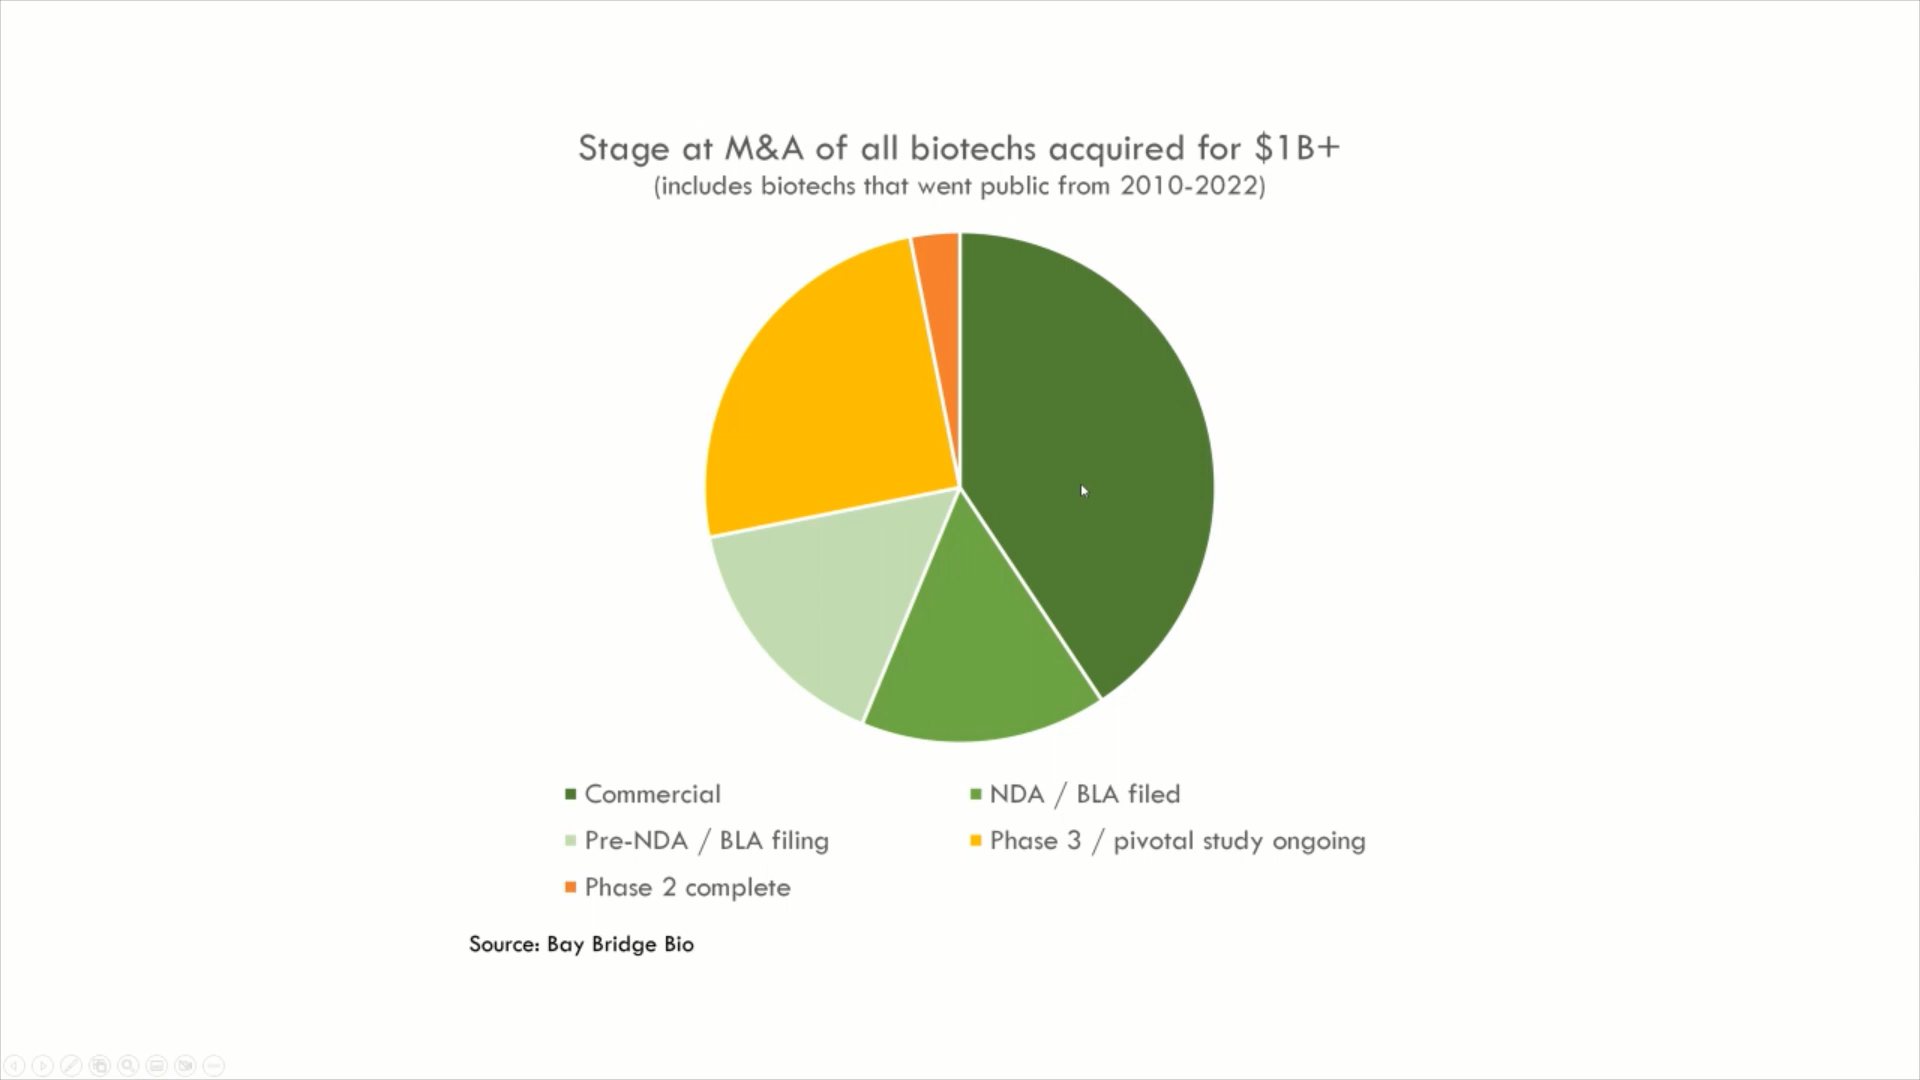 Stage at M&A of all biotechs acquired for $1B+
(includes biotechs that went public from 2010-2022)
Commercial
NDA / BLA filed
Pre-NDA / BLA filing
Phase 3 / pivotal study ongoing
Phase 2 complete
Source: Bay Bridge Bio